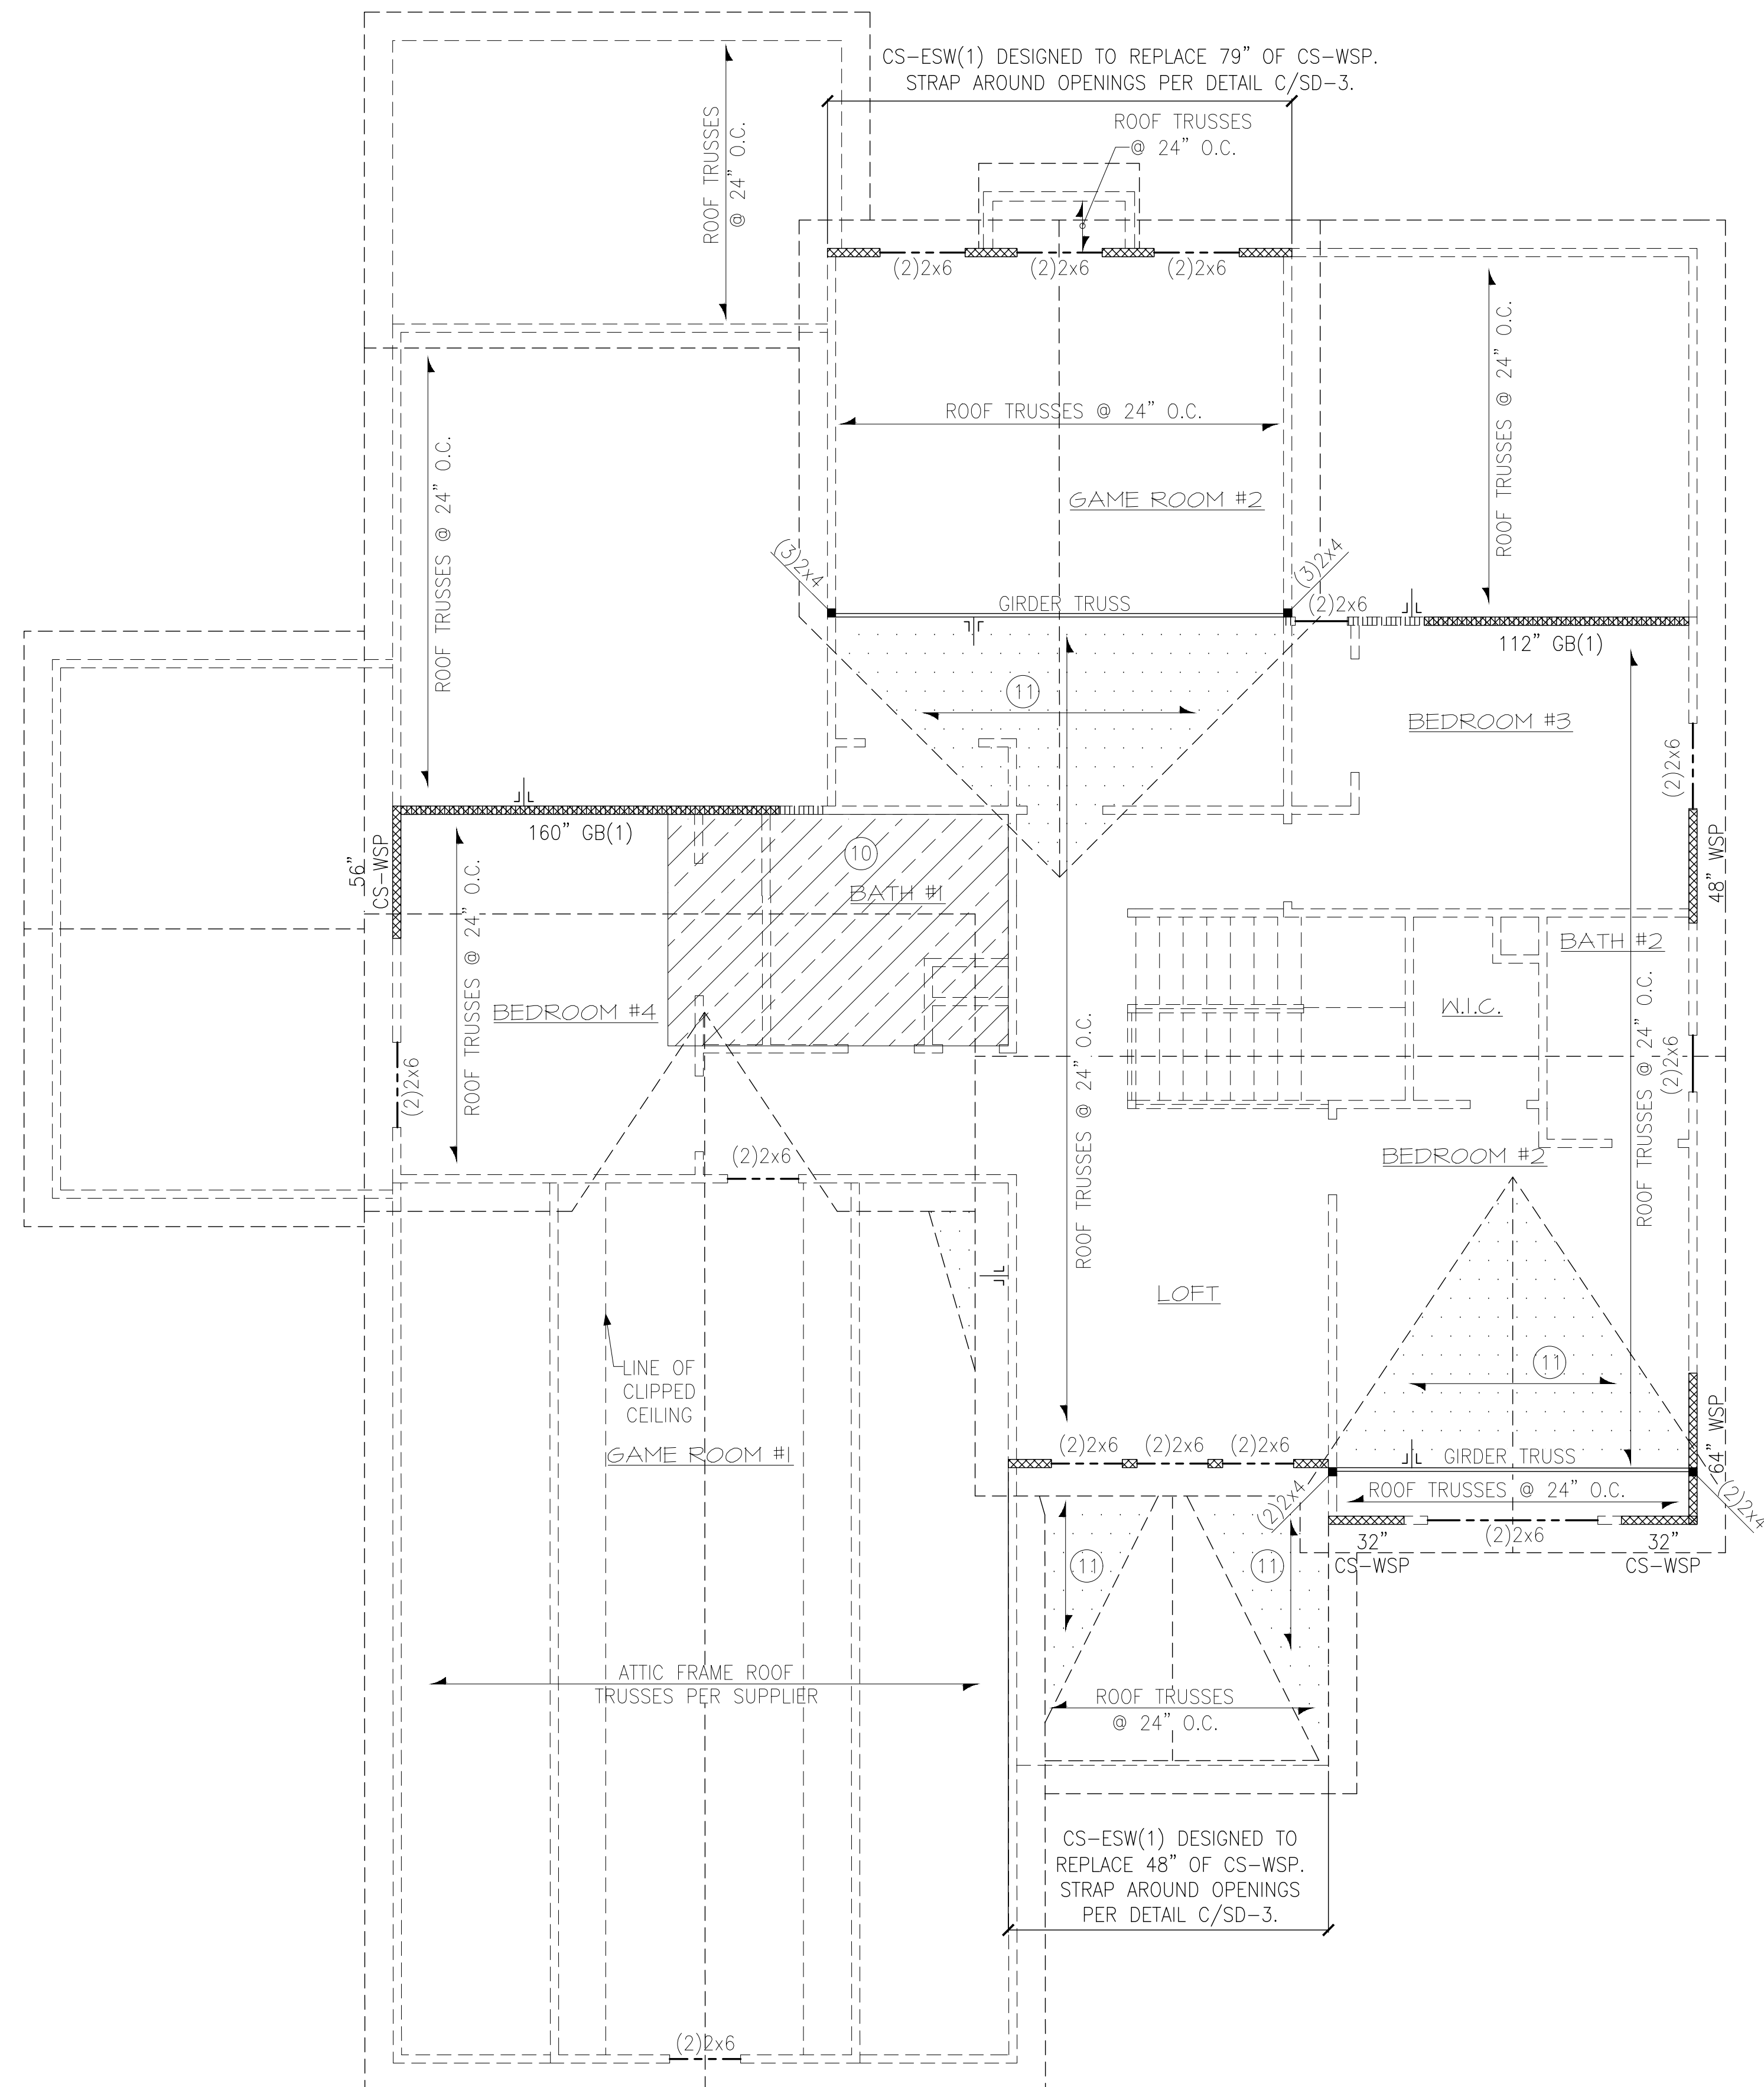 CS-ESW(1) DESIGNED TO REPLACE 79" OF CS-WSP.
STRAP AROUND OPENINGS PER DETAIL C/SD-3.
ROOF TRUSSES
@ 24" O.C.
ROOF TRUSSES
@ 24" O.C.
(2)2x6
(2)2x6
(2)2x6
ROOF TRUSSES @ 24" O.C.
ROOF TRUSSES @ 24" O.C.
ROOF TRUSSES @ 24" O.C.
GAME ROOM #2
(3)2x4
(3)2x4
GIRDER TRUSS
(2)2x6
112" GB(1)
11
BEDROOM #3
(2)2x6
160" GB(1)
56"
CS-WSP
10
BATH #1
48" WSP
ROOF TRUSSES @ 24" O.C.
BATH #2
BEDROOM #4
W.I.C.
ROOF TRUSSES @ 24" O.C.
ROOF TRUSSES @ 24" O.C.
(2)2x6
(2)2x6
(2)2x6
BEDROOM #2
LOFT
LINE OF
CLIPPED
CEILING
11
GAME ROOM #1
(2)2x6
(2)2x6
(2)2x6
GIRDER TRUSS
64" WSP
ROOF TRUSSES @ 24" O.C.
(2)2x4
(2)2x4
32"
CS-WSP
(2)2x6
32"
CS-WSP
11
11
ATTIC FRAME ROOF
TRUSSES PER SUPPLIER
ROOF TRUSSES
@ 24" O.C.
CS-ESW(1) DESIGNED TO
REPLACE 48" OF CS-WSP.
STRAP AROUND OPENINGS
PER DETAIL C/SD-3.
(2)2x6